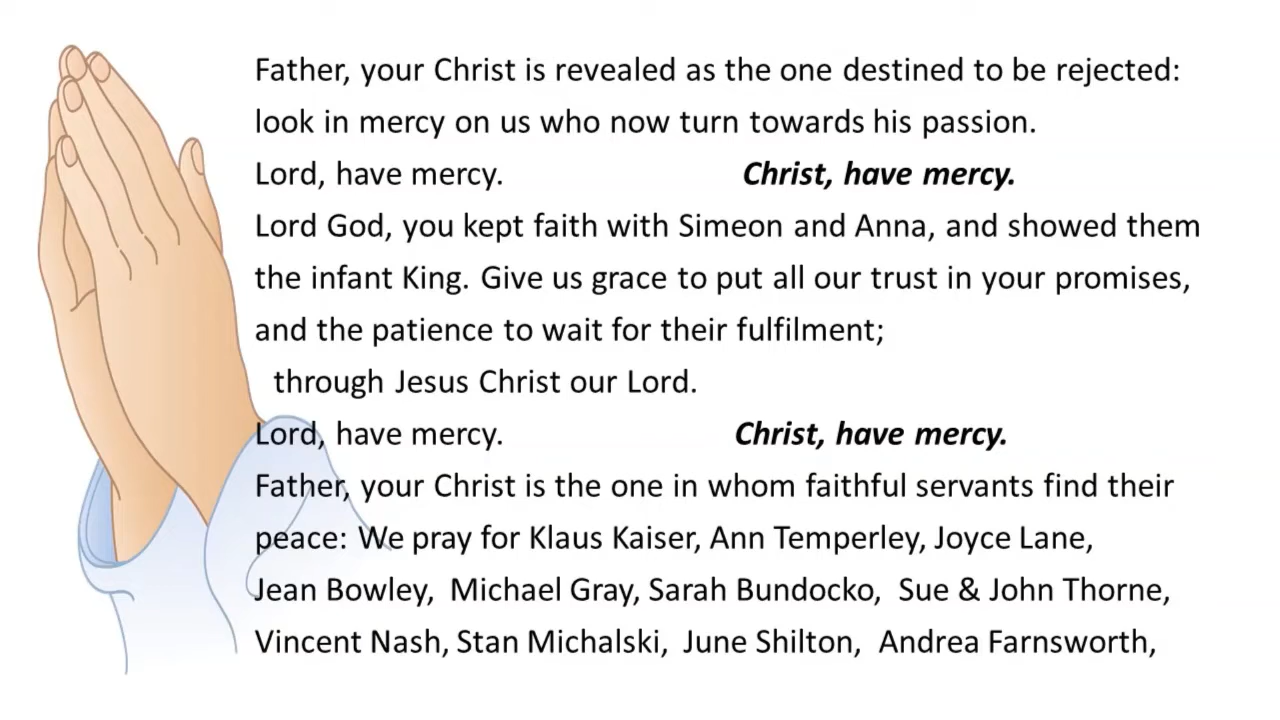 Father, your Christ is revealed as the one destined to be rejected:
look in mercy on us who now turn towards his passion.
Lord, have mercy. Christ, have mercy.
Lord God, you kept faith with Simeon and Anna, and showed them
the infant King. Give us grace to put all our trust in your promises,
and the patience to wait for their fulfilment;
through Jesus Christ our Lord.
Lord, have mercy. Christ, have mercy.
Father, your Christ is the one in whom faithful servants find their
peace: We pray for Klaus Kaiser, Ann Temperley, Joyce Lane,
Jean Bowley, Michael Gray, Sarah Bundocko, Sue & John Thorne,
Vincent Nash, Stan Michalski, June Shilton, Andrea Farnsworth,